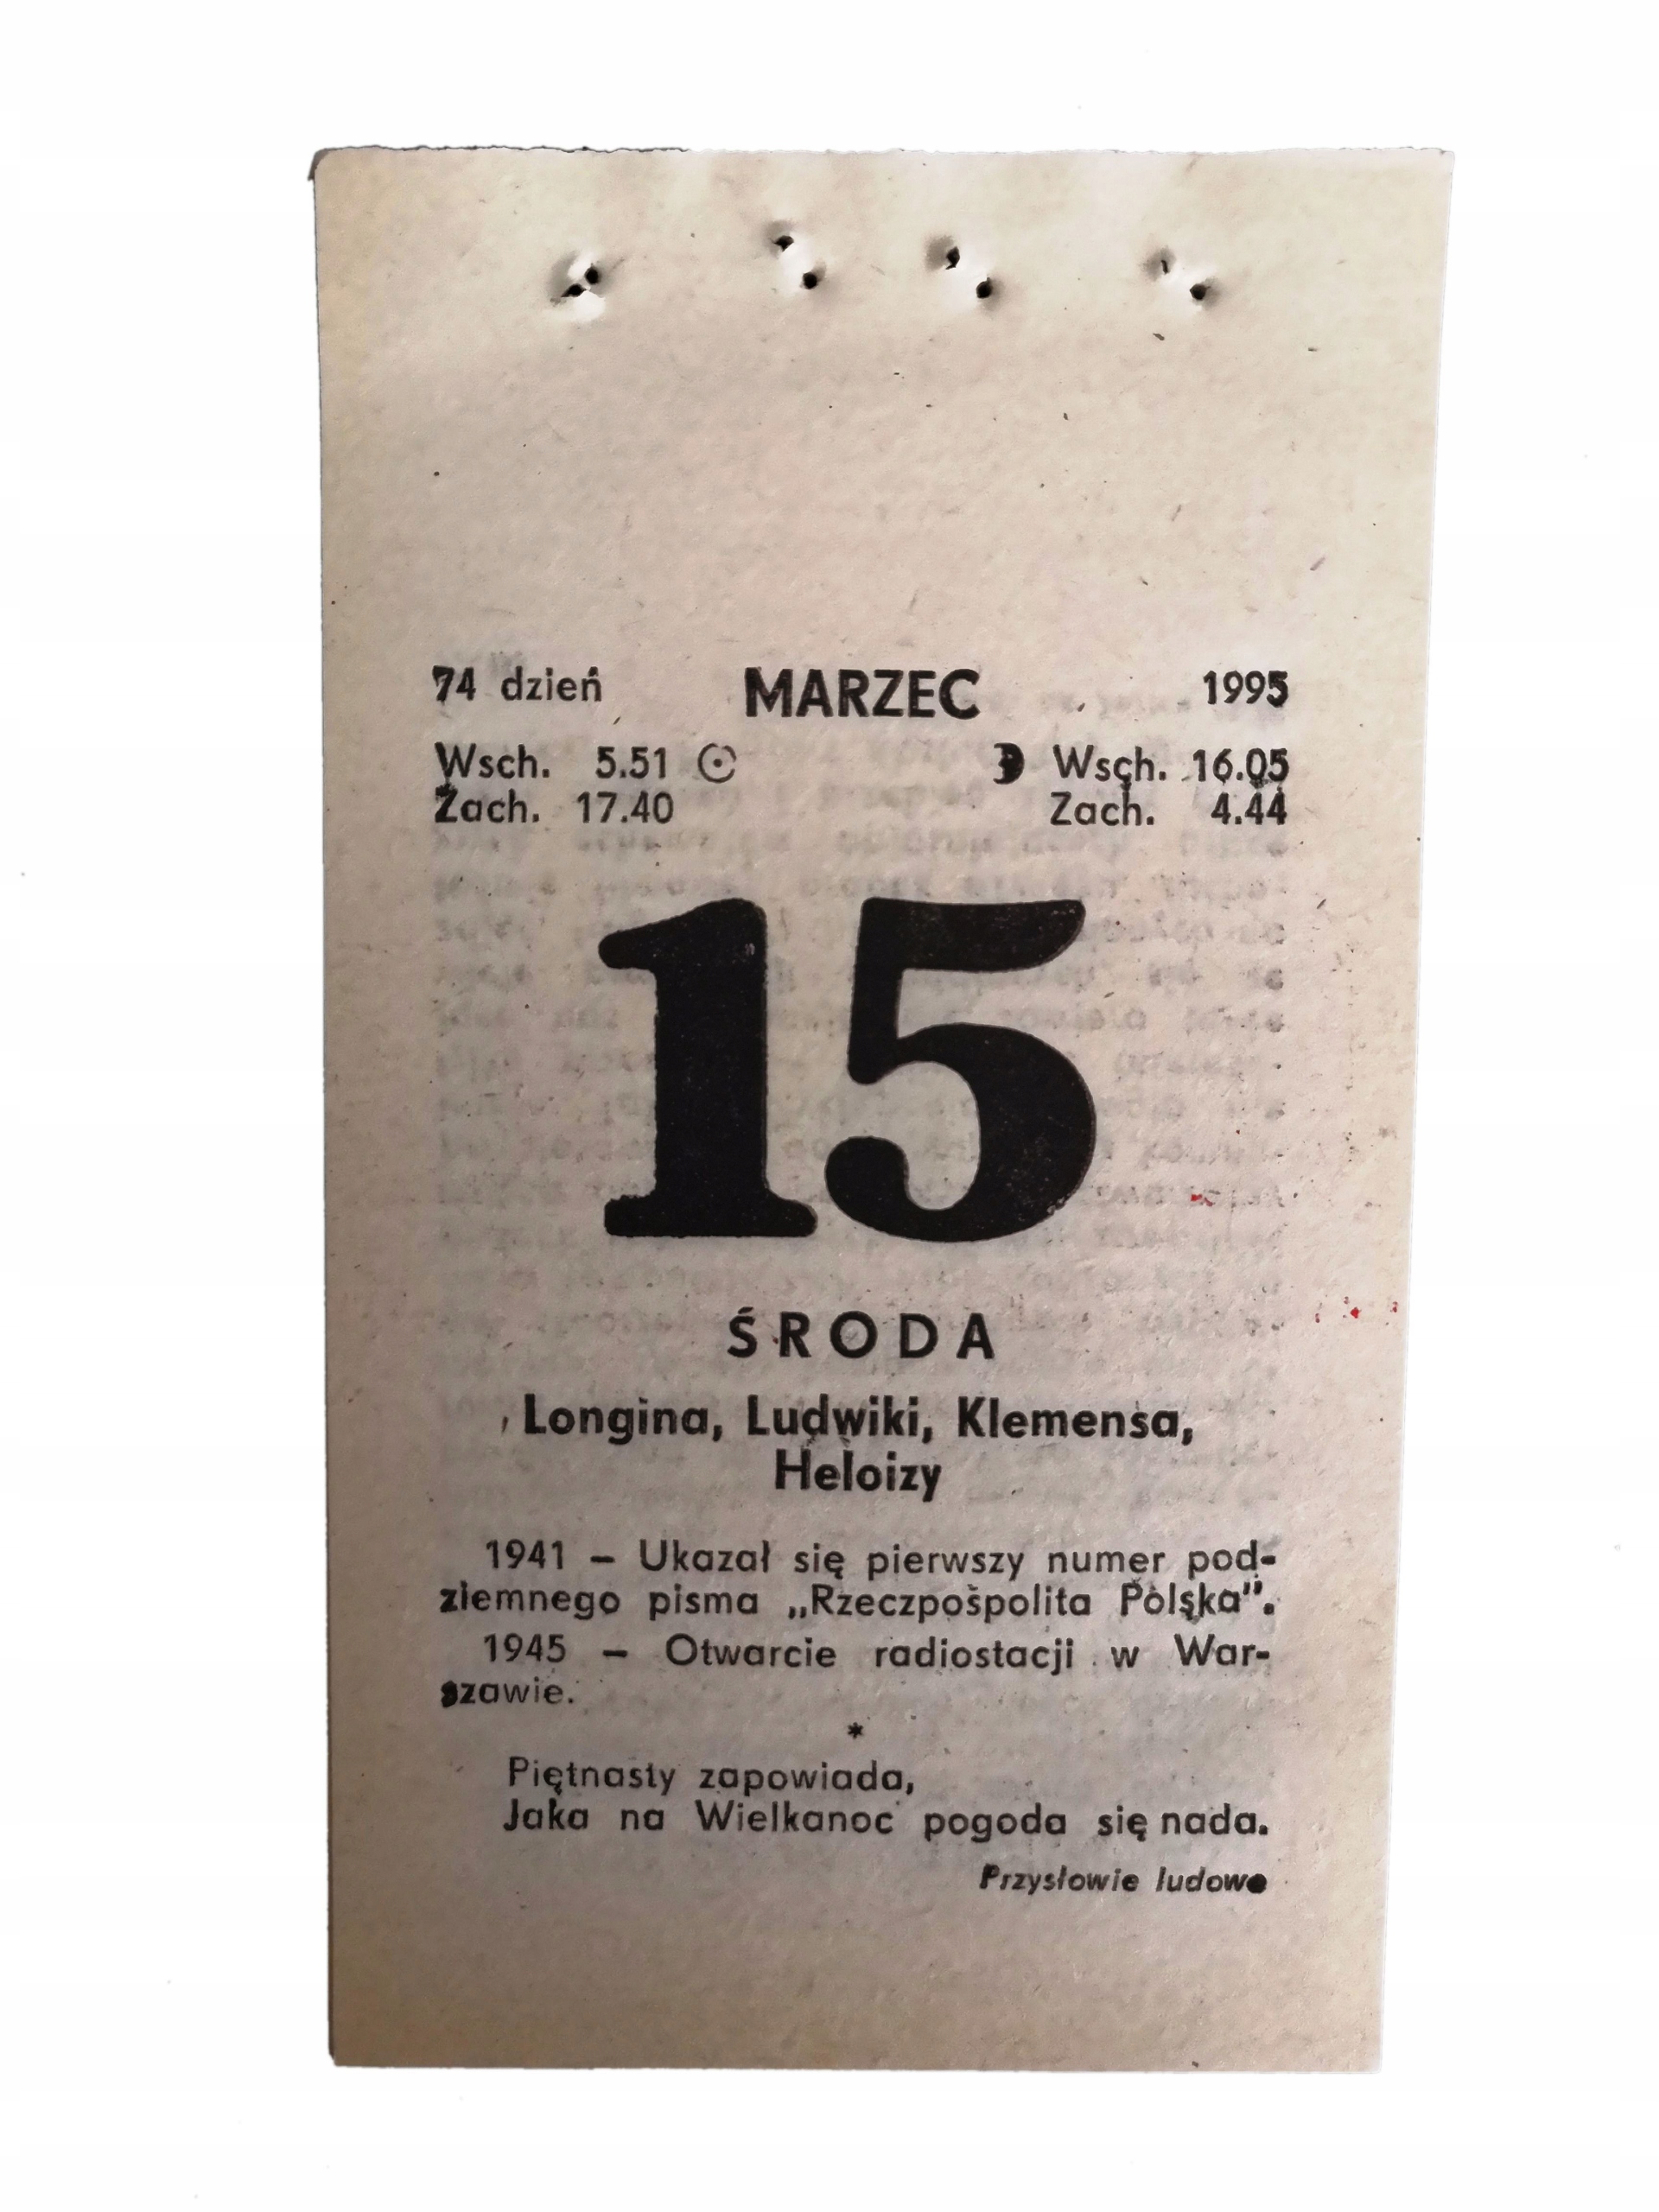 74 dzień MARZEC 1995
Wsch. 5.51 Wsch. 16.05
Zach. 17.40 Zach. 4.44
15
ŚRODA
Longina, Ludwiki, Klemensa,
Heloizy
1941 – Ukazał się pierwszy numer pod-
ziemnego pisma „Rzeczpospolita Polska".
1945 – Otwarcie radiostacji w War-
szawie.
*
Piętnasty zapowiada,
Jaka na Wielkanoc pogoda się nada.
Przysłowie ludowe